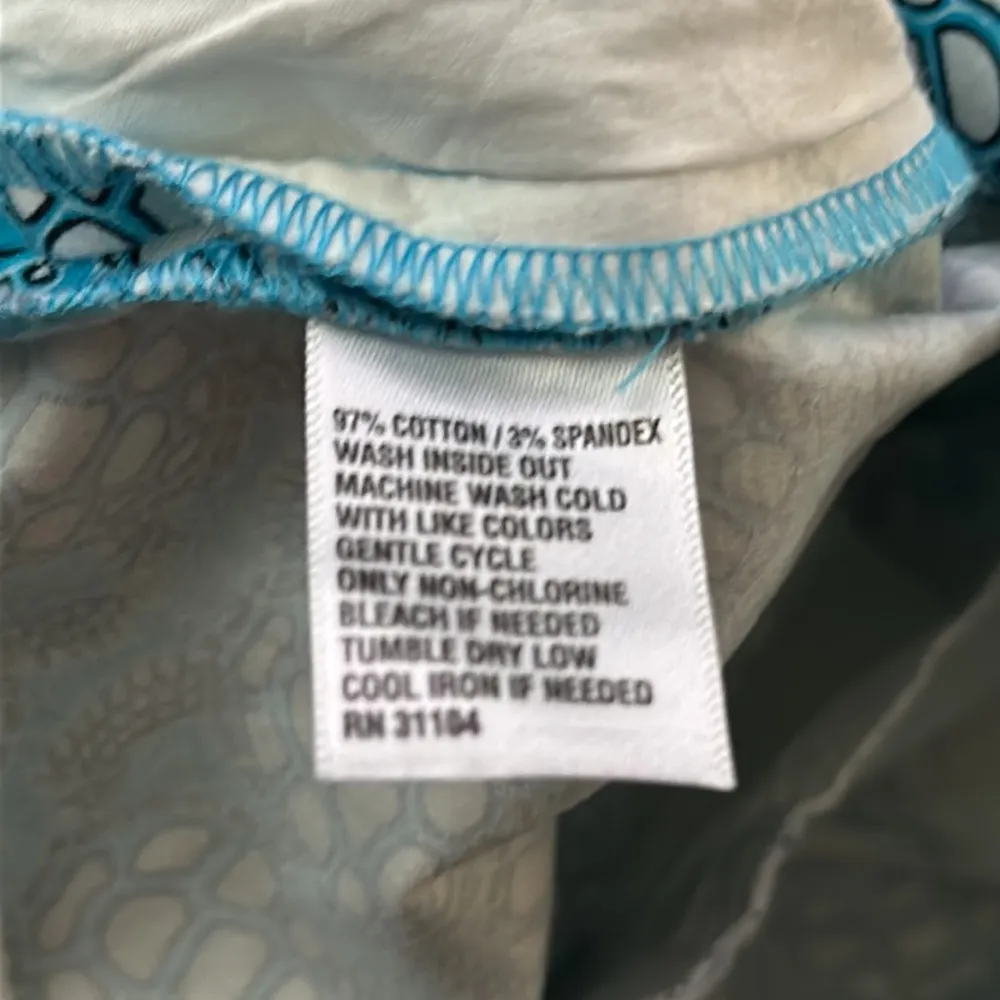 97% COTTON / 3% SPANDEX
WASH INSIDE OUT
MACHINE WASH COLD
WITH LIKE COLORS
GENTLE CYCLE
ONLY NON-CHLORINE
BLEACH IF NEEDED
TUMBLE DRY LOW
COOL IRON IF NEEDED
RN 31104